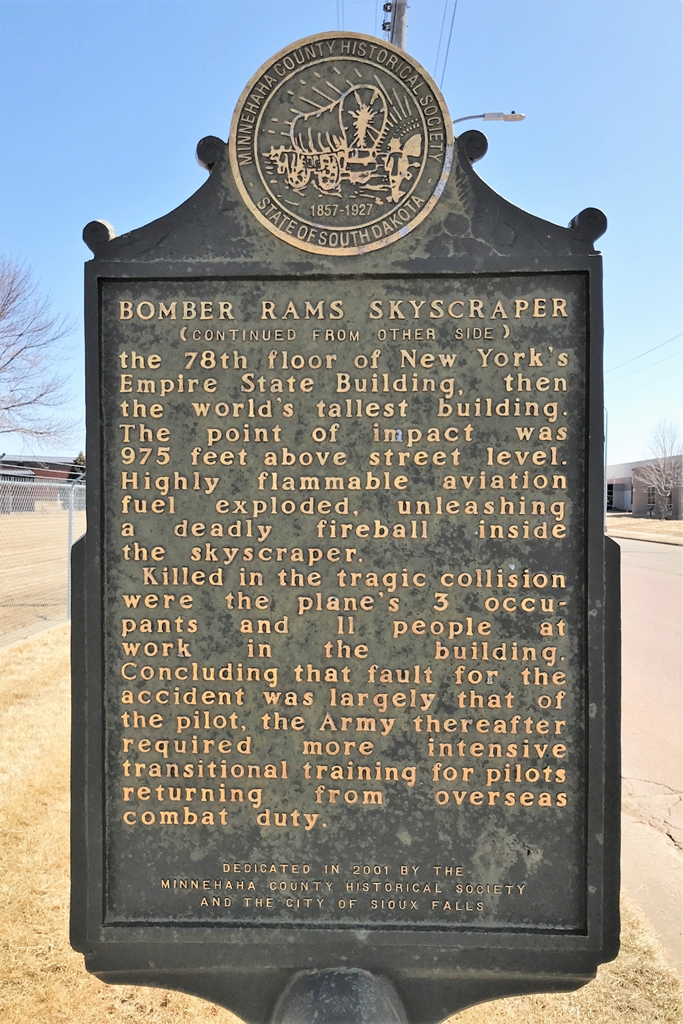 MINNEHAHA COUNTY HISTORICAL SOCIETY
1857-1927
STATE OF SOUTH DAKOTA
BOMBER RAMS SKYSCRAPER
(CONTINUED FROM OTHER SIDE)
the 78th floor of New York's
Empire State Building, then
the world's tallest building.
The point of impact was
975 feet above street level.
Highly flammable aviation
fuel exploded, unleashing
a deadly fireball inside
the skyscraper.
Killed in the tragic collision
were the plane's 3 occu-
pants and 11 people at
work in the building.
Concluding that fault for the
accident was largely that of
the pilot, the Army thereafter
required more intensive
transitional training for pilots
returning from overseas
combat duty.
DEDICATED IN 2001 BY THE
MINNEHAHA COUNTY HISTORICAL SOCIETY
AND THE CITY OF SIOUX FALLS